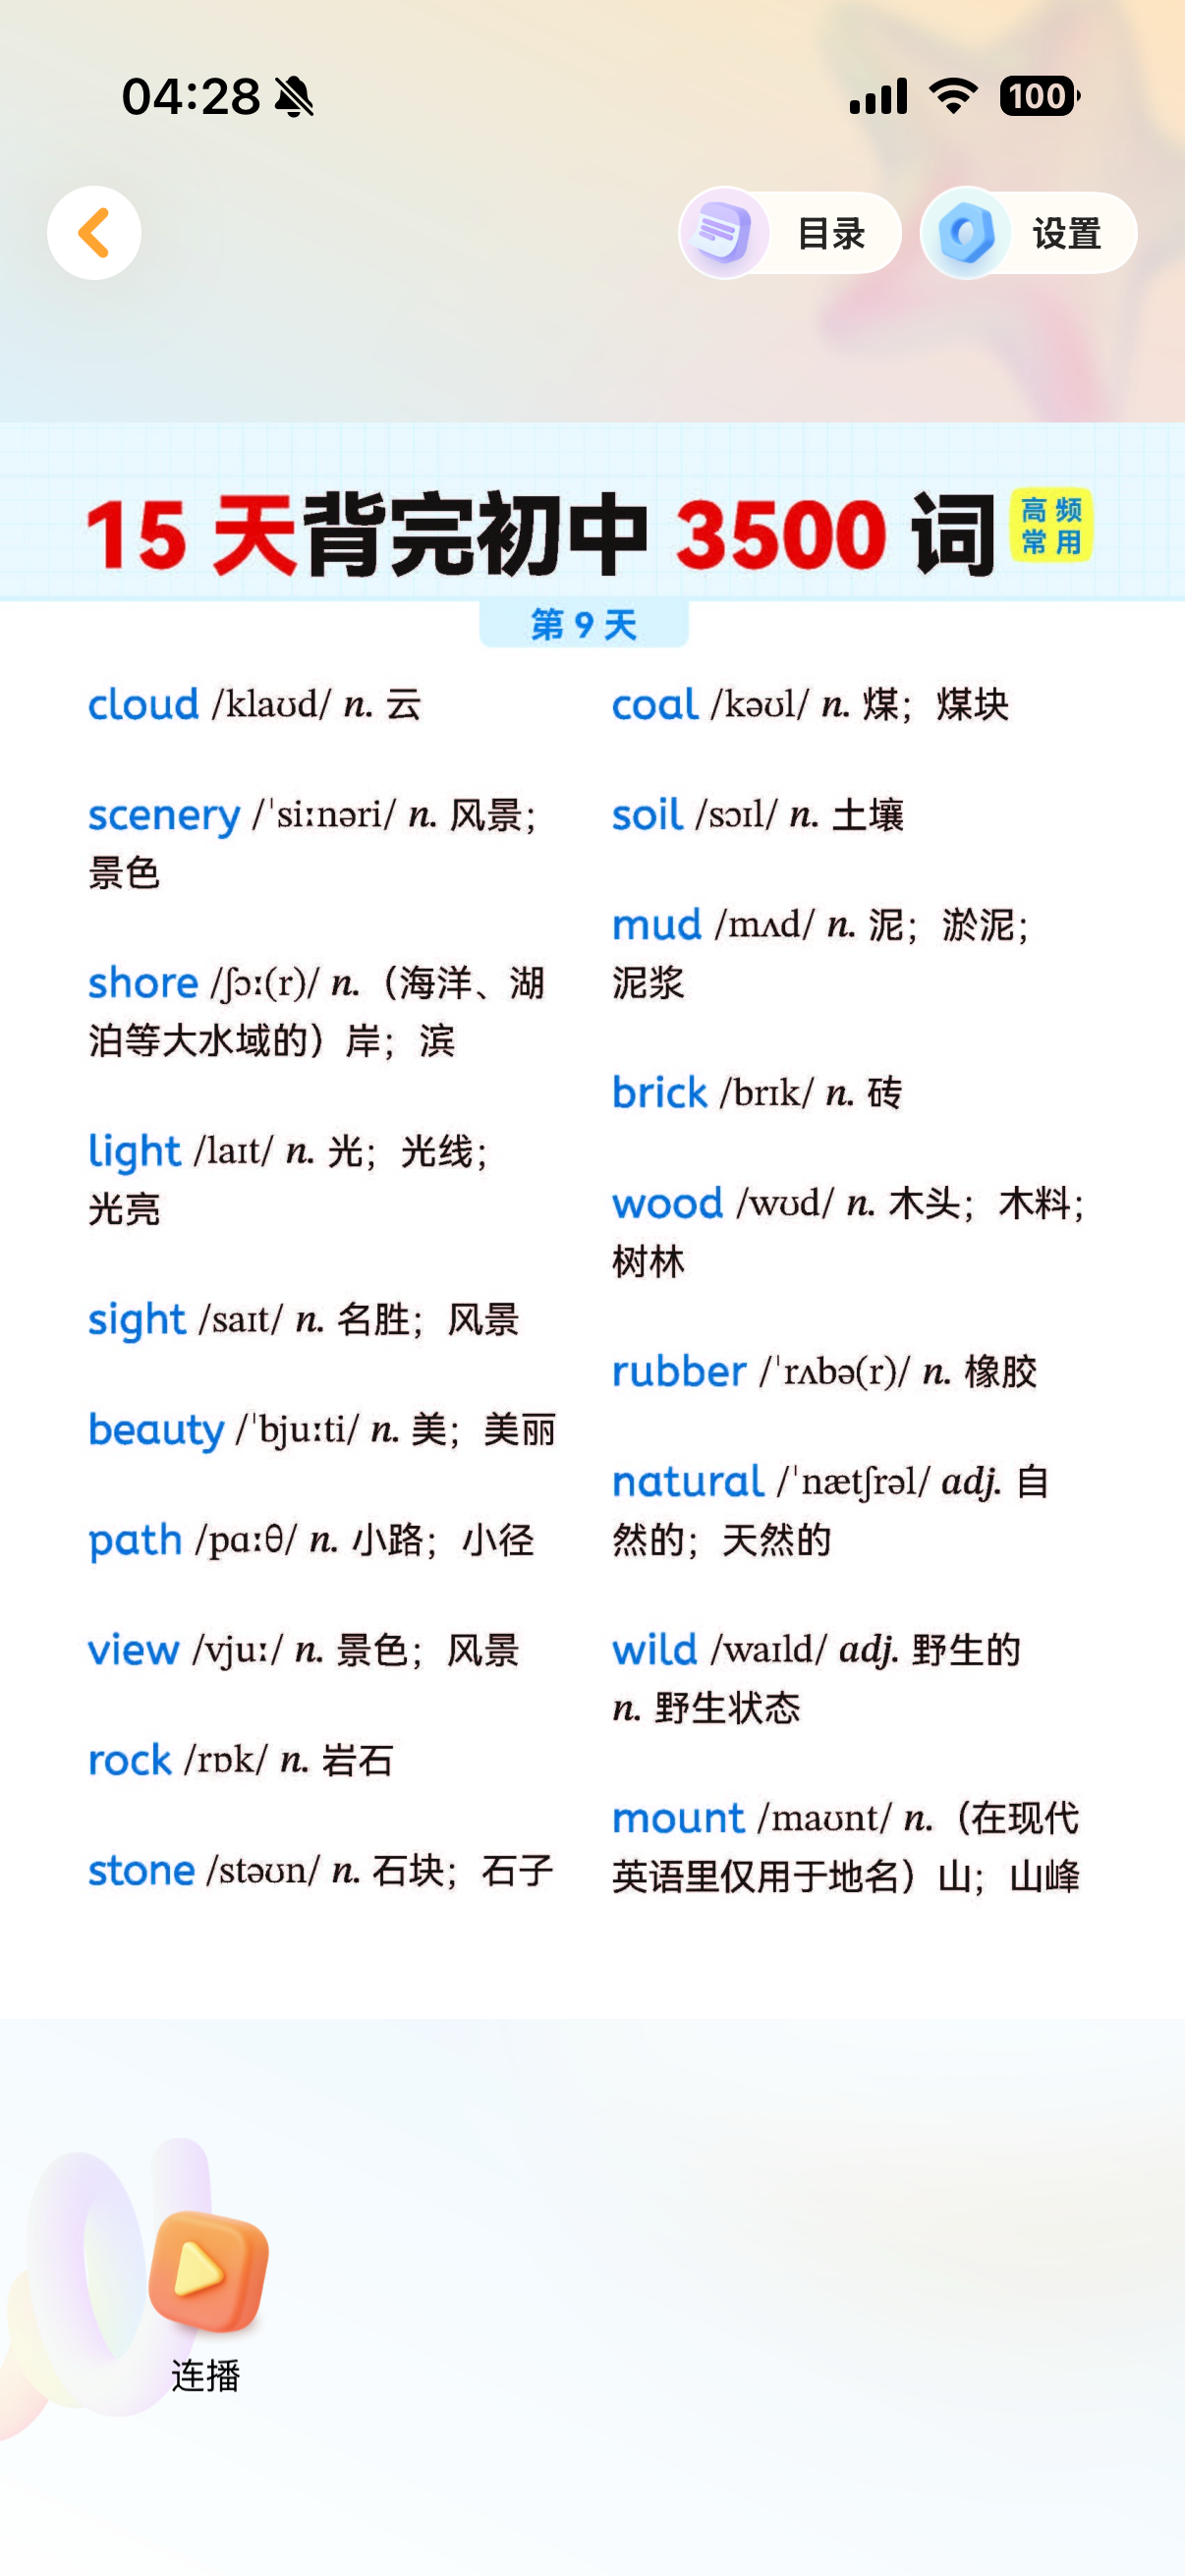 04:28
100
目录
设置
15 天背完初中 3500 词
高 频
常 用
第 9 天
cloud /klaʊd/ n. 云
scenery /ˈsiːnəri/ n. 风景；
景色
shore /ʃɔː(r)/ n.（海洋、湖
泊等大水域的）岸；滨
light /laɪt/ n. 光；光线；
光亮
sight /saɪt/ n. 名胜；风景
beauty /ˈbjuːti/ n. 美；美丽
path /pɑːθ/ n. 小路；小径
view /vjuː/ n. 景色；风景
rock /rɒk/ n. 岩石
stone /stəʊn/ n. 石块；石子
coal /kəʊl/ n. 煤；煤块
soil /sɔɪl/ n. 土壤
mud /mʌd/ n. 泥；淤泥；
泥浆
brick /brɪk/ n. 砖
wood /wʊd/ n. 木头；木料；
树林
rubber /ˈrʌbə(r)/ n. 橡胶
natural /ˈnætʃrəl/ adj. 自
然的；天然的
wild /waɪld/ adj. 野生的
n. 野生状态
mount /maʊnt/ n.（在现代
英语里仅用于地名）山；山峰
连播